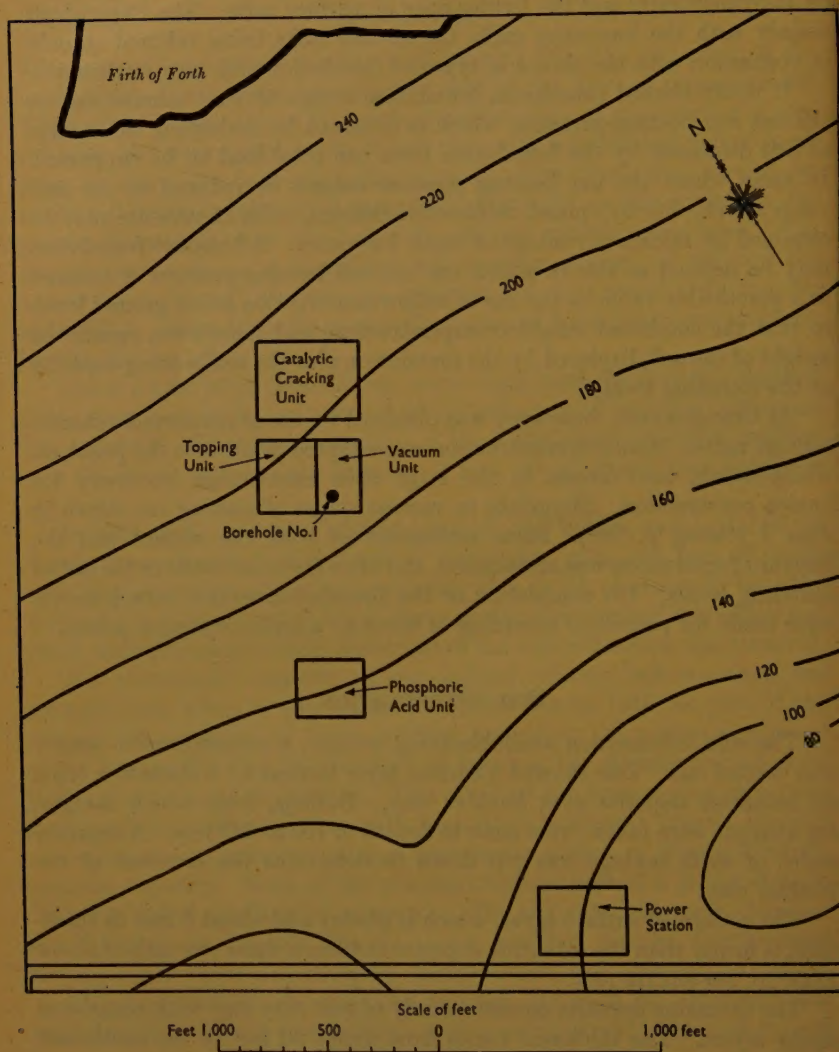 Firth of Forth
240
N
220
200
Catalytic
Cracking
Unit
180
Topping
Unit
Vacuum
Unit
160
Borehole No.1
140
Phosphoric
Acid Unit
120
100
80
Power
Station
Scale of feet
Feet 1,000
500
0
1,000 feet